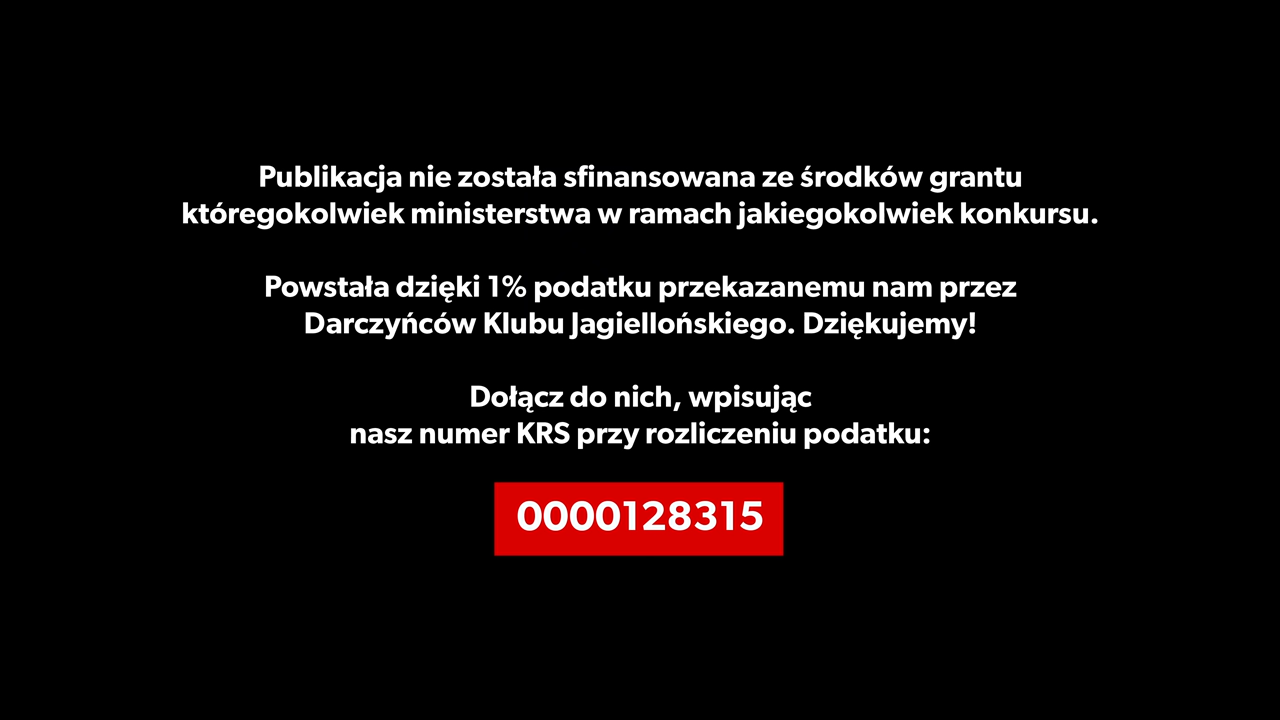 Publikacja nie została sfinansowana ze środków grantu
któregokolwiek ministerstwa w ramach jakiegokolwiek konkursu.
Powstała dzięki 1% podatku przekazanemu nam przez
Darczyńców Klubu Jagiellońskiego. Dziękujemy!
Dołącz do nich, wpisując
nasz numer KRS przy rozliczeniu podatku:
0000128315